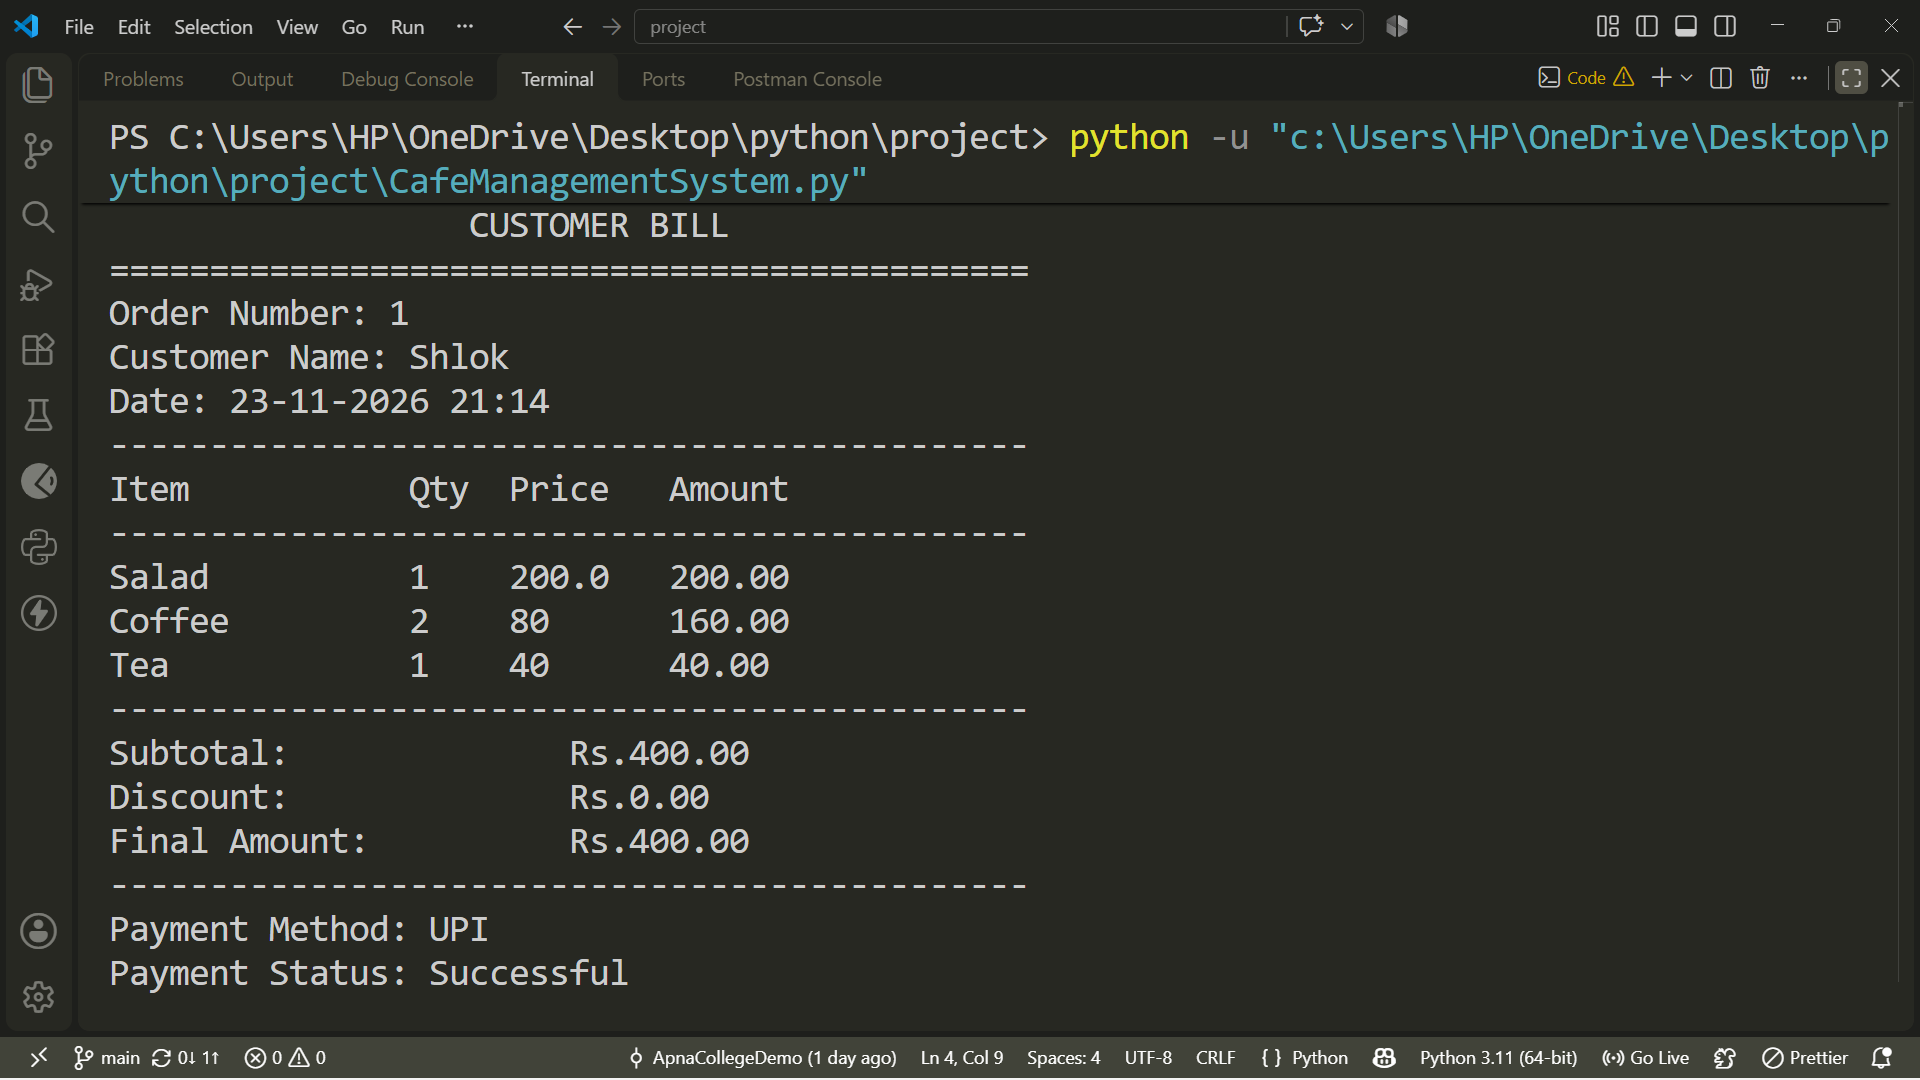 File Edit Selection View Go Run ··· project
Problems Output Debug Console Terminal Ports Postman Console Code
PS C:\Users\HP\OneDrive\Desktop\python\project> python -u "c:\Users\HP\OneDrive\Desktop\p
ython\project\CafeManagementSystem.py"
CUSTOMER BILL
==============================================
Order Number: 1
Customer Name: Shlok
Date: 23-11-2026 21:14
----------------------------------------------
Item Qty Price Amount
----------------------------------------------
Salad 1 200.0 200.00
Coffee 2 80 160.00
Tea 1 40 40.00
----------------------------------------------
Subtotal: Rs.400.00
Discount: Rs.0.00
Final Amount: Rs.400.00
----------------------------------------------
Payment Method: UPI
Payment Status: Successful
main 0↓ 1↑ 0 0 ApnaCollegeDemo (1 day ago) Ln 4, Col 9 Spaces: 4 UTF-8 CRLF {} Python Python 3.11 (64-bit) Go Live Prettier